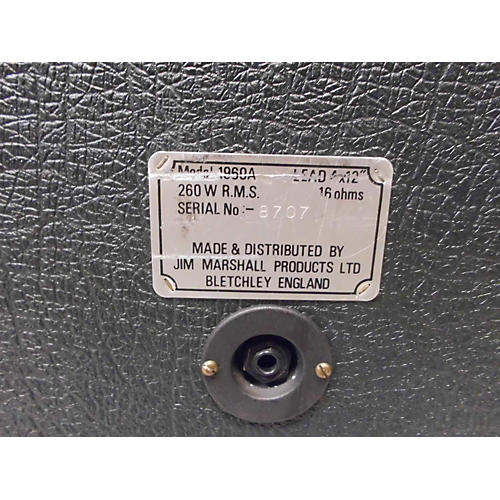 Model 1960A LEAD 4x12"
260 W R.M.S. 16 ohms
SERIAL No:- 8707
MADE & DISTRIBUTED BY
JIM MARSHALL PRODUCTS LTD
BLETCHLEY ENGLAND